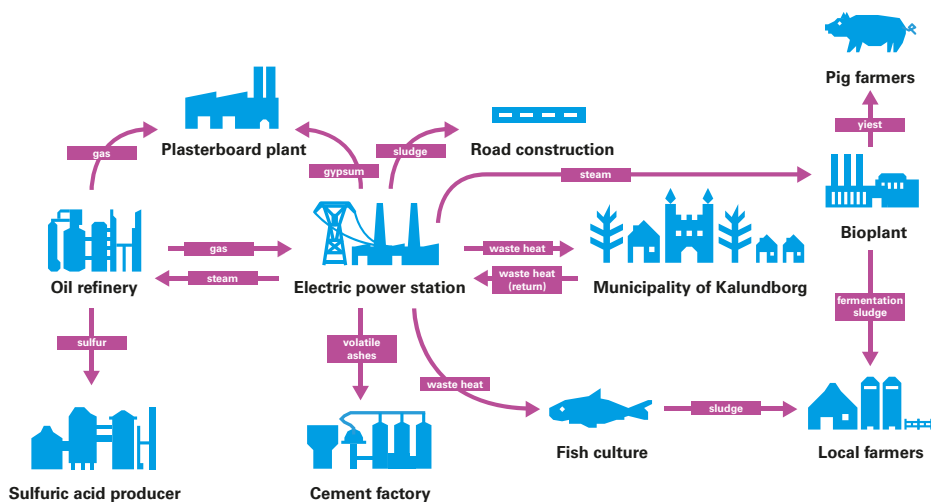 Pig farmers
yiest
gas
Plasterboard plant
gypsum
sludge
Road construction
steam
Bioplant
Oil refinery
gas
steam
Electric power station
waste heat
waste heat
(return)
Municipality of Kalundborg
fermentation
sludge
sulfur
volatile
ashes
waste heat
sludge
Sulfuric acid producer
Cement factory
Fish culture
Local farmers